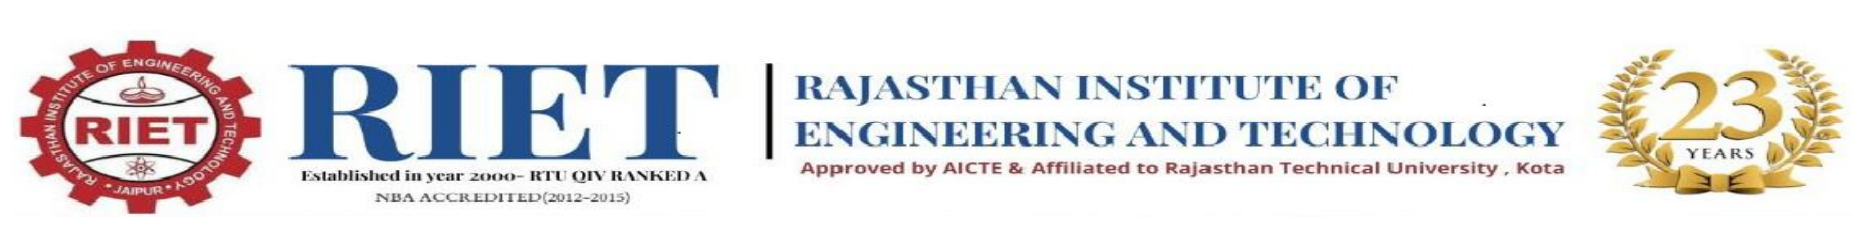 RAJASTHAN INSTITUTE OF ENGINEERING AND TECHNOLOGY
RIET
* JAIPUR *
RIET
Established in year 2000- RTU QIV RANKED A
NBA ACCREDITED(2012-2015)
RAJASTHAN INSTITUTE OF
ENGINEERING AND TECHNOLOGY
Approved by AICTE & Affiliated to Rajasthan Technical University , Kota
23
YEARS